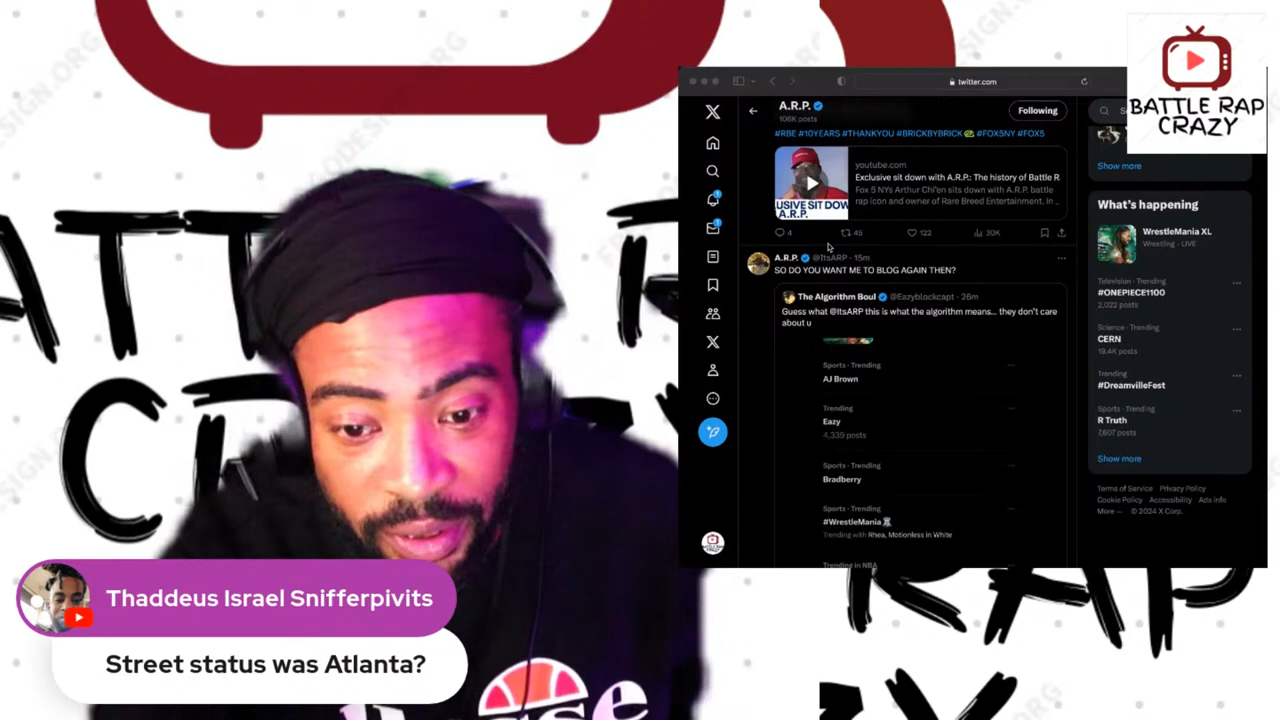 BATTLE RAP
CRAZY
twitter.com
A.R.P.
106K posts
Following
#RBE #10YEARS #THANKYOU #BRICKBYBRICK #FOX5NY #FOX5
youtube.com
Exclusive sit down with A.R.P.: The history of Battle R
Fox 5 NYs Arthur Chi'en sits down with A.R.P. battle
rap icon and owner of Rare Breed Entertainment. In ..
LUSIVE SIT DOW
A.R.P.
4
45
122
30K
A.R.P. @ItsARP · 15m
SO DO YOU WANT ME TO BLOG AGAIN THEN?
The Algorithm Boul @Eazyblockcapt · 26m
Guess what @ItsARP this is what the algorithm means... they don't care
about u
Sports · Trending
AJ Brown
Trending
Eazy
4,339 posts
Sports · Trending
Bradberry
Sports · Trending
#WrestleMania
Trending with Rhea, Motionless in White
Trending in NBA
Show more
What's happening
WrestleMania XL
Wrestling · LIVE
Television · Trending
#ONEPIECE1100
2,022 posts
Science · Trending
CERN
19.4K posts
Trending
#DreamvilleFest
Sports · Trending
R Truth
7,607 posts
Show more
Terms of Service Privacy Policy
Cookie Policy Accessibility Ads info
More ··· © 2024 X Corp.
Thaddeus Israel Snifferpivits
Street status was Atlanta?